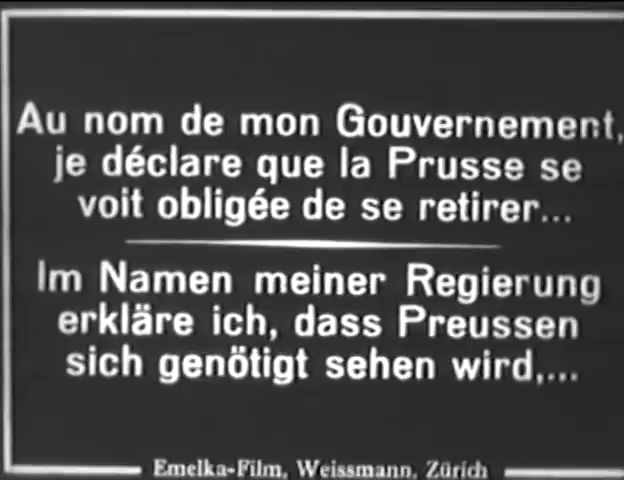 Au nom de mon Gouvernement,
je déclare que la Prusse se
voit obligée de se retirer...
Im Namen meiner Regierung
erkläre ich, dass Preussen
sich genötigt sehen wird,....
Emelka-Film, Weissmann, Zürich